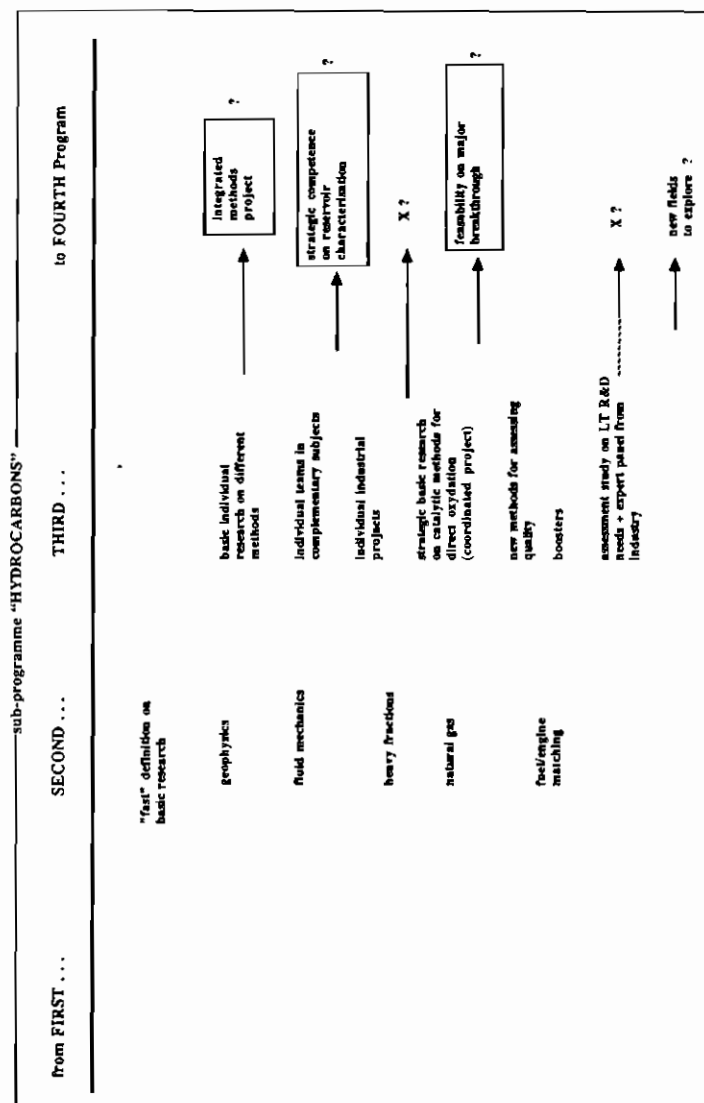 sub-programme "HYDROCARBONS"
from FIRST . . .
SECOND . . .
THIRD . . .
to FOURTH Program
"fast" definition on
basic research
geophysics
basic individual
research on different
methods
integrated
methods
project
?
fluid mechanics
individual teams in
complementary subjects
strategic competence
on reservoir
characterization
?
heavy fractions
individual industrial
projects
X ?
natural gas
strategic basic research
on catalytic methods for
direct oxydation
(coordinated project)
feasability on major
breakthrough
?
fuel/engine
matching
new methods for assessing
quality
boosters
assessment study on LT R&D
needs + expert panel from
industry
X ?
new fields
to explore ?